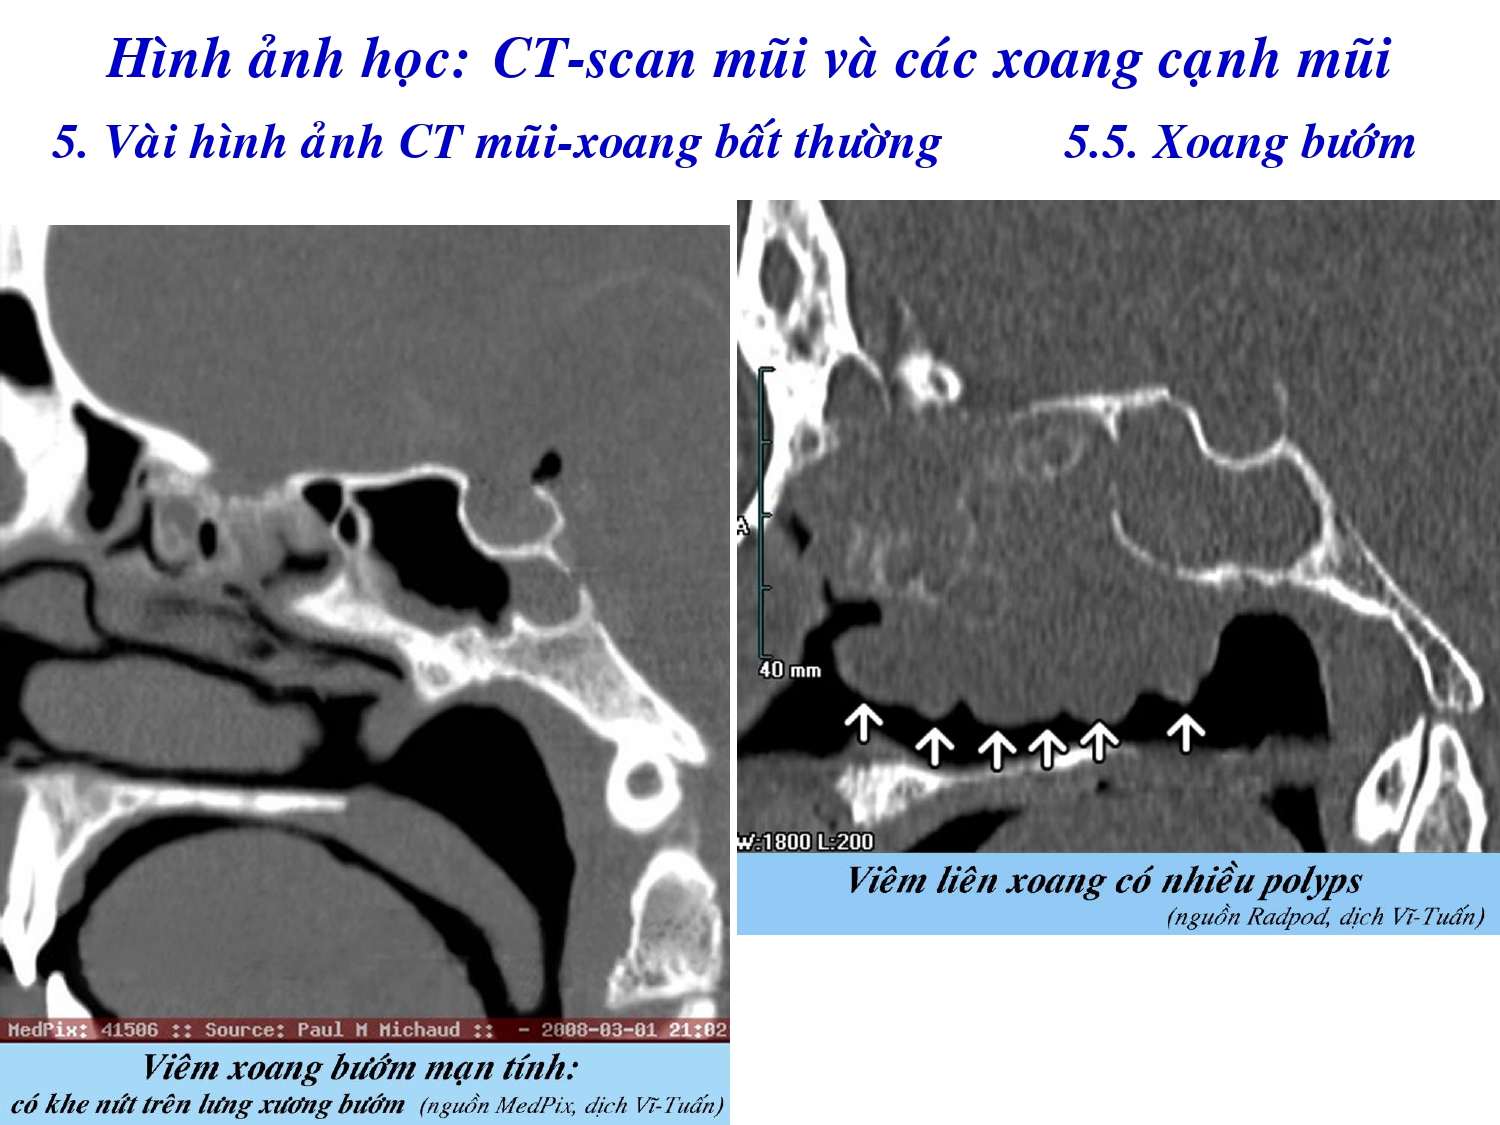 Hình ảnh học: CT-scan mũi và các xoang cạnh mũi
5. Vài hình ảnh CT mũi-xoang bất thường 5.5. Xoang bướm
A
40 mm
W:1800 L:200
Viêm liên xoang có nhiều polyps
(nguồn Radpod, dịch Vĩ-Tuấn)
MedPix: 41506 :: Source: Paul M Michaud :: - 2008-03-01 21:02
Viêm xoang bướm mạn tính:
có khe nứt trên lưng xương bướm (nguồn MedPix, dịch Vĩ-Tuấn)